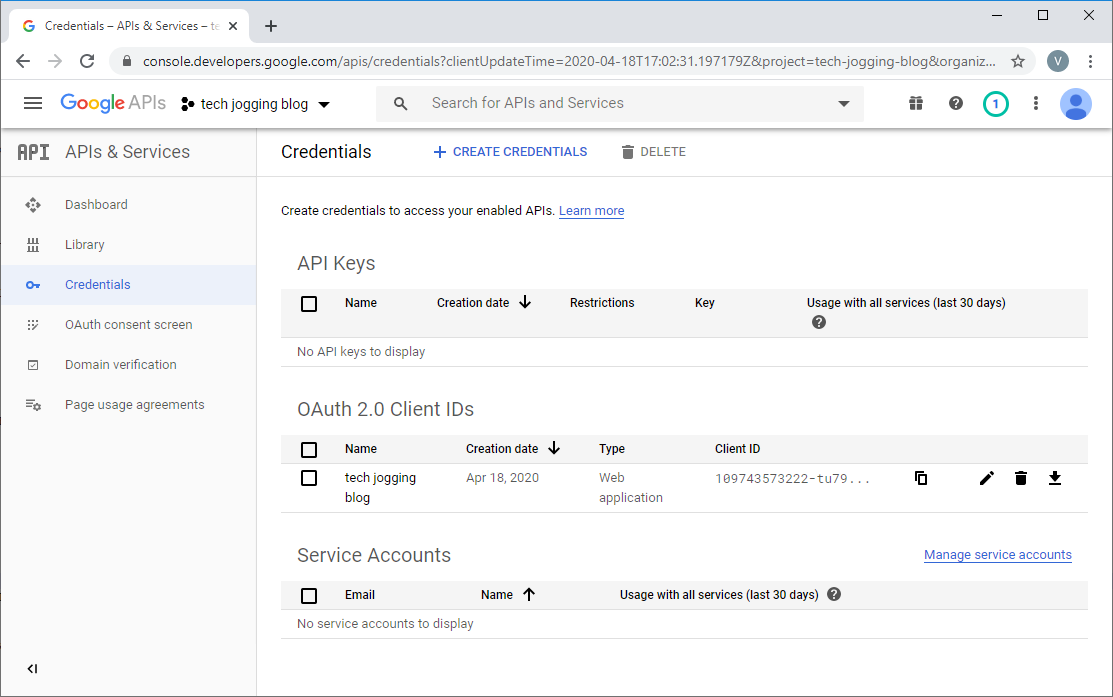 Credentials – APIs & Services – te
console.developers.google.com/apis/credentials?clientUpdateTime=2020-04-18T17:02:31.197179Z&project=tech-jogging-blog&organiz...
V
Google APIs
tech jogging blog
Search for APIs and Services
1
API APIs & Services
Credentials
CREATE CREDENTIALS
DELETE
Dashboard
Library
Credentials
OAuth consent screen
Domain verification
Page usage agreements
Create credentials to access your enabled APIs. Learn more
API Keys
Name Creation date Restrictions Key Usage with all services (last 30 days)
No API keys to display
OAuth 2.0 Client IDs
Name Creation date Type Client ID
tech jogging blog Apr 18, 2020 Web application 109743573222-tu79...
Service Accounts
Manage service accounts
Email Name Usage with all services (last 30 days)
No service accounts to display